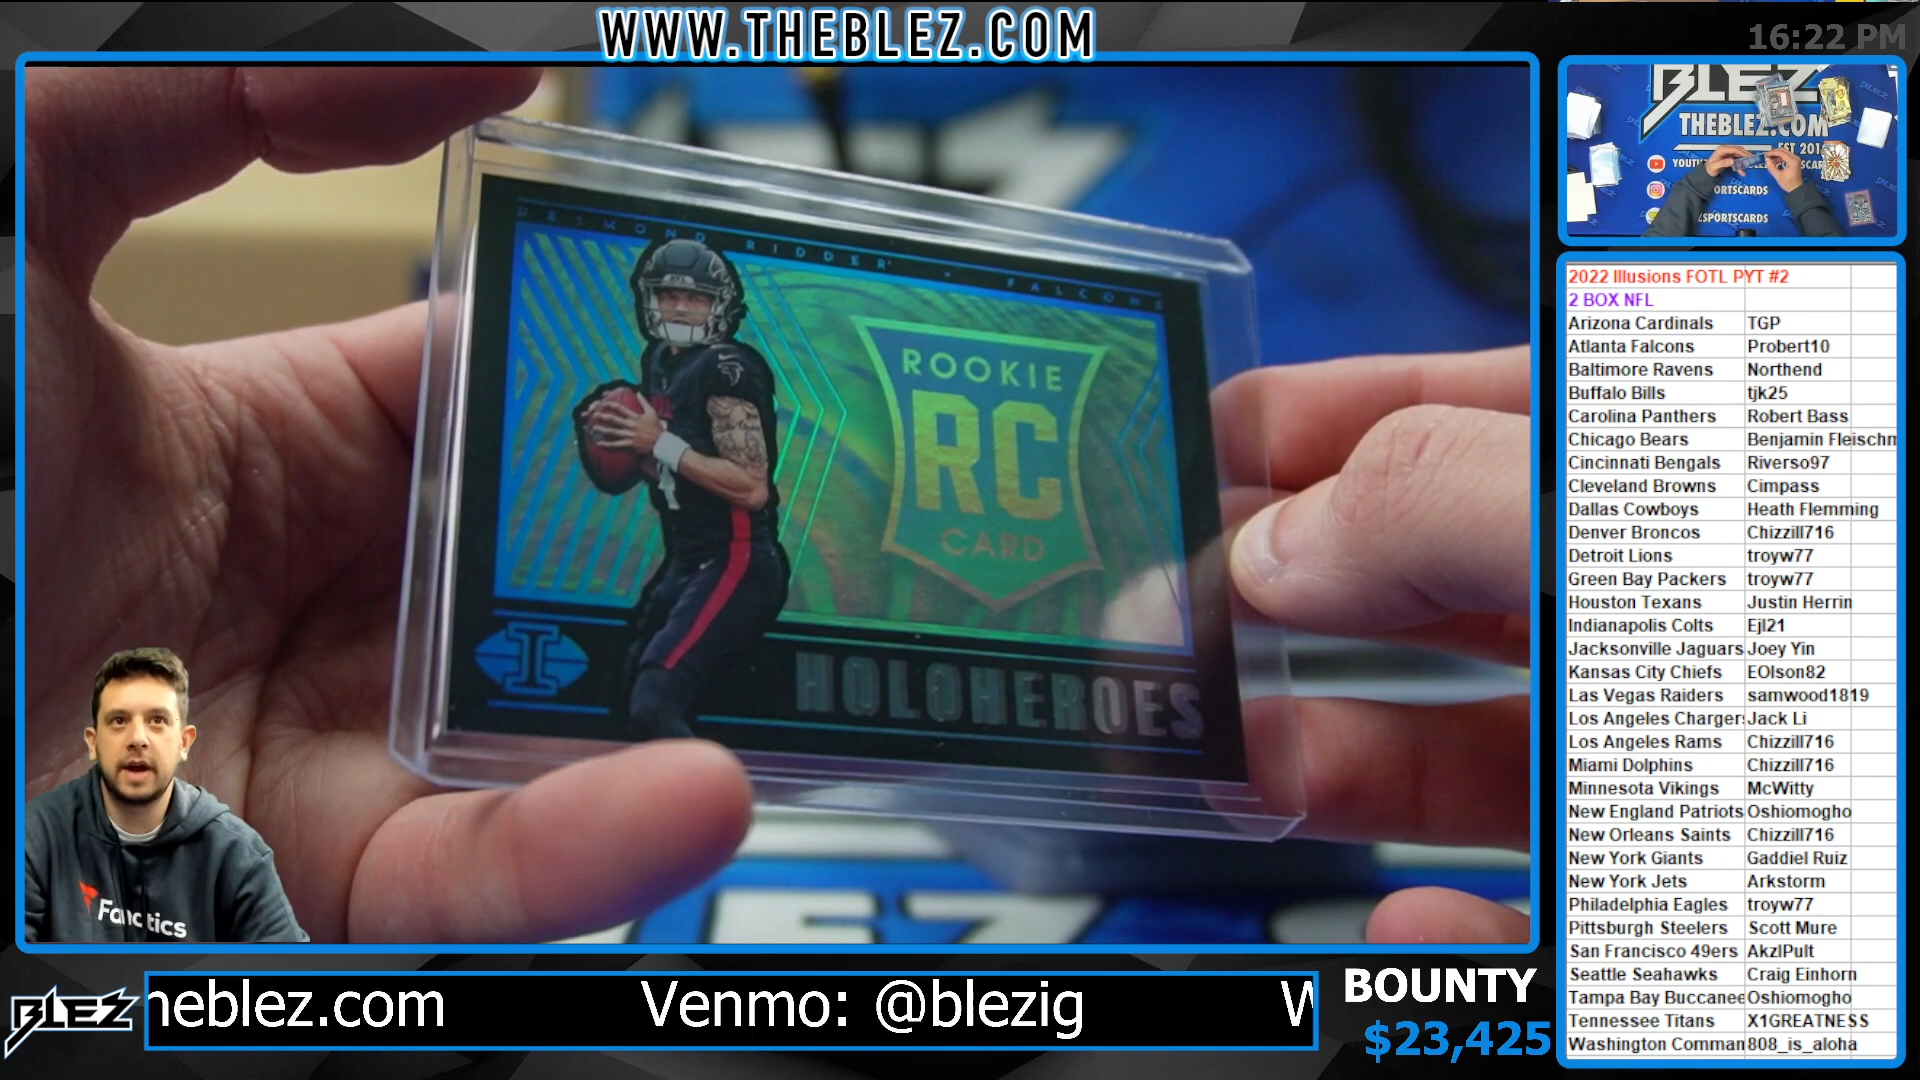 WWW.THEBLEZ.COM
16:22 PM
DESMOND RIDDER - FALCONS
ROOKIE
RC
CARD
HOLOHEROES
I
4
Fanatics
BLEZ
THEBLEZ.COM
EST 201
2022 Illusions FOTL PYT #2
2 BOX NFL
Arizona Cardinals TGP
Atlanta Falcons Probert10
Baltimore Ravens Northend
Buffalo Bills tjk25
Carolina Panthers Robert Bass
Chicago Bears Benjamin Fleischm
Cincinnati Bengals Riverso97
Cleveland Browns Cimpass
Dallas Cowboys Heath Flemming
Denver Broncos Chizzill716
Detroit Lions troyw77
Green Bay Packers troyw77
Houston Texans Justin Herrin
Indianapolis Colts Ejl21
Jacksonville Jaguars Joey Yin
Kansas City Chiefs EOlson82
Las Vegas Raiders samwood1819
Los Angeles Chargers Jack Li
Los Angeles Rams Chizzill716
Miami Dolphins Chizzill716
Minnesota Vikings McWitty
New England Patriots Oshiomogho
New Orleans Saints Chizzill716
New York Giants Gaddiel Ruiz
New York Jets Arkstorm
Philadelphia Eagles troyw77
Pittsburgh Steelers Scott Mure
San Francisco 49ers AkzlPult
Seattle Seahawks Craig Einhorn
Tampa Bay Buccanee Oshiomogho
Tennessee Titans X1GREATNESS
Washington Comman 808_is_aloha
BLEZ
heblez.com Venmo: @blezig W
BOUNTY
$23,425